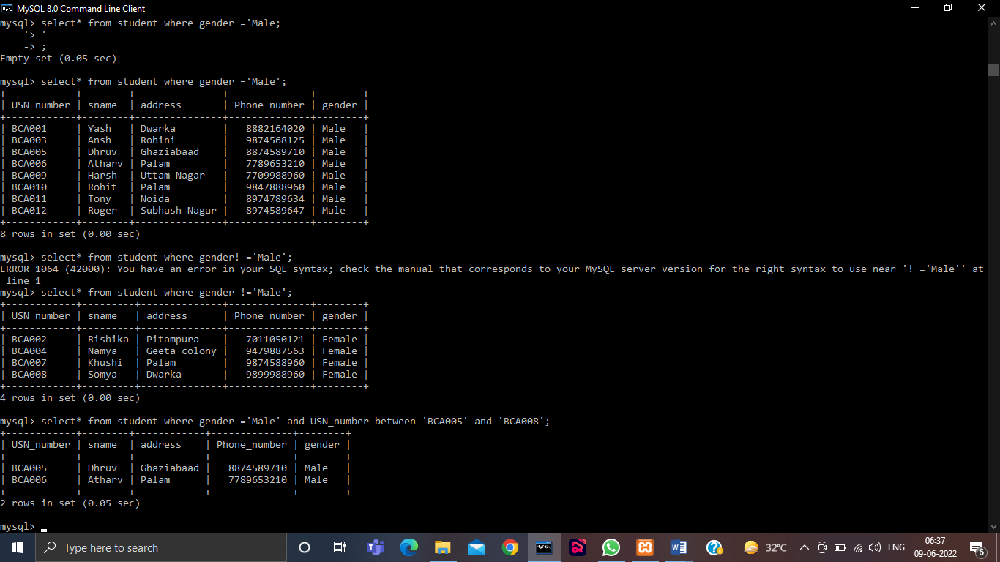 MySQL 8.0 Command Line Client
mysql> select* from student where gender ='Male;
    '> '
    -> ;
Empty set (0.05 sec)

mysql> select* from student where gender ='Male';
+------------+--------+---------------+--------------+--------+
| USN_number | sname  | address       | Phone_number | gender |
+------------+--------+---------------+--------------+--------+
| BCA001     | Yash   | Dwarka        |   8882164020 | Male   |
| BCA003     | Ansh   | Rohini        |   9874568125 | Male   |
| BCA005     | Dhruv  | Ghaziabaad    |   8874589710 | Male   |
| BCA006     | Atharv | Palam         |   7789653210 | Male   |
| BCA009     | Harsh  | Uttam Nagar   |   7709988960 | Male   |
| BCA010     | Rohit  | Palam         |   9847888960 | Male   |
| BCA011     | Tony   | Noida         |   8974789634 | Male   |
| BCA012     | Roger  | Subhash Nagar |   8974589647 | Male   |
+------------+--------+---------------+--------------+--------+
8 rows in set (0.00 sec)

mysql> select* from student where gender! ='Male';
ERROR 1064 (42000): You have an error in your SQL syntax; check the manual that corresponds to your MySQL server version for the right syntax to use near '! ='Male'' at
 line 1
mysql> select* from student where gender !='Male';
+------------+---------+--------------+--------------+--------+
| USN_number | sname   | address      | Phone_number | gender |
+------------+---------+--------------+--------------+--------+
| BCA002     | Rishika | Pitampura    |   7011050121 | Female |
| BCA004     | Namya   | Geeta colony |   9479887563 | Female |
| BCA007     | Khushi  | Palam        |   9874588960 | Female |
| BCA008     | Somya   | Dwarka       |   9899988960 | Female |
+------------+---------+--------------+--------------+--------+
4 rows in set (0.00 sec)

mysql> select* from student where gender ='Male' and USN_number between 'BCA005' and 'BCA008';
+------------+--------+------------+--------------+--------+
| USN_number | sname  | address    | Phone_number | gender |
+------------+--------+------------+--------------+--------+
| BCA005     | Dhruv  | Ghaziabaad |   8874589710 | Male   |
| BCA006     | Atharv | Palam      |   7789653210 | Male   |
+------------+--------+------------+--------------+--------+
2 rows in set (0.05 sec)

mysql>
Type here to search
32°C
ENG
06:37
09-06-2022
6